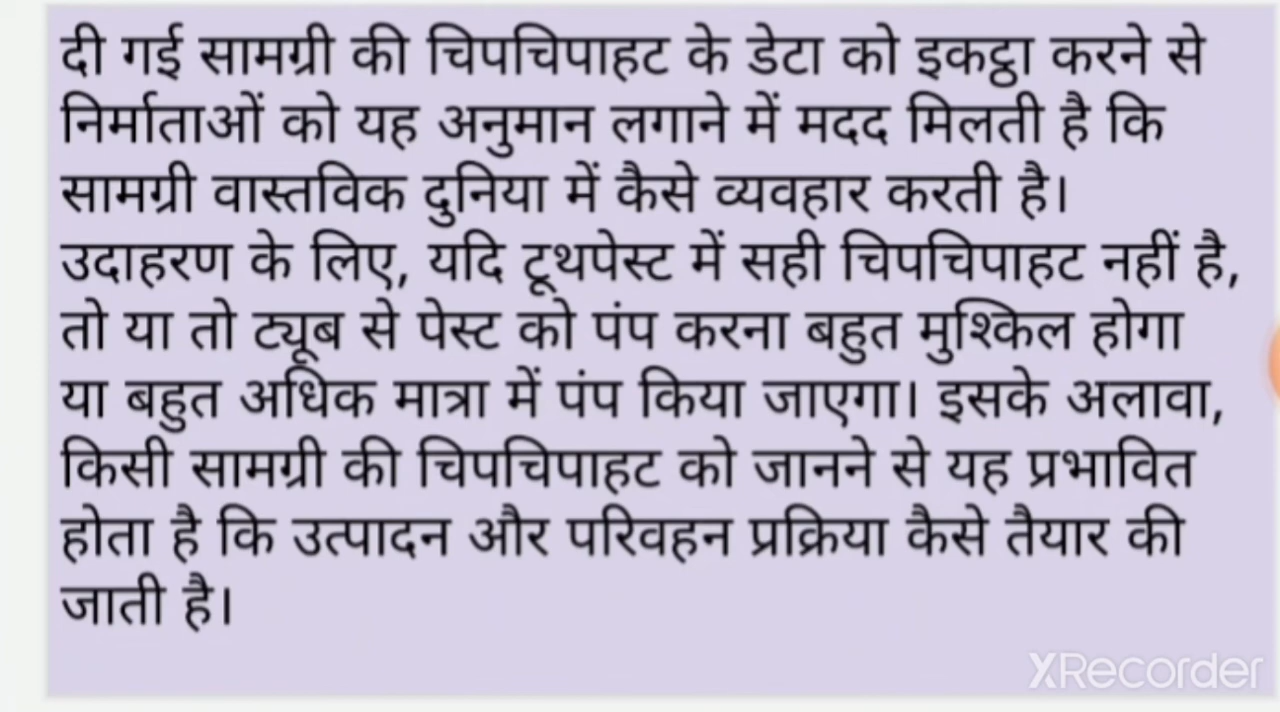 दी गई सामग्री की चिपचिपाहट के डेटा को इकट्ठा करने से
निर्माताओं को यह अनुमान लगाने में मदद मिलती है कि
सामग्री वास्तविक दुनिया में कैसे व्यवहार करती है।
उदाहरण के लिए, यदि टूथपेस्ट में सही चिपचिपाहट नहीं है,
तो या तो ट्यूब से पेस्ट को पंप करना बहुत मुश्किल होगा
या बहुत अधिक मात्रा में पंप किया जाएगा। इसके अलावा,
किसी सामग्री की चिपचिपाहट को जानने से यह प्रभावित
होता है कि उत्पादन और परिवहन प्रक्रिया कैसे तैयार की
जाती है।
XRecorder